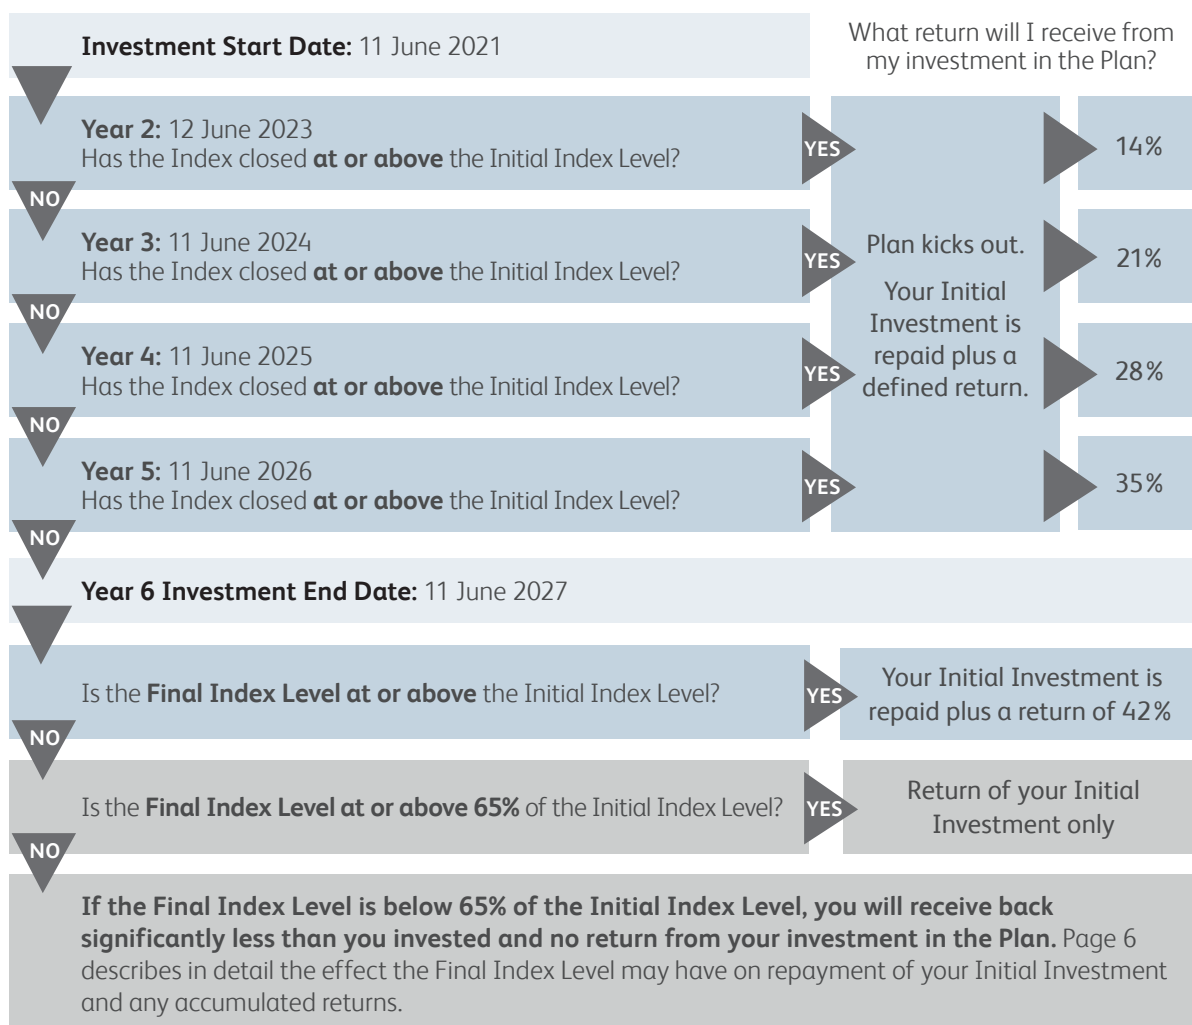 Investment Start Date: 11 June 2021
What return will I receive from
my investment in the Plan?
Year 2: 12 June 2023
Has the Index closed at or above the Initial Index Level?
YES
14%
NO
Year 3: 11 June 2024
Has the Index closed at or above the Initial Index Level?
YES
21%
NO
Year 4: 11 June 2025
Has the Index closed at or above the Initial Index Level?
YES
28%
NO
Year 5: 11 June 2026
Has the Index closed at or above the Initial Index Level?
YES
35%
Plan kicks out.
Your Initial
Investment is
repaid plus a
defined return.
NO
Year 6 Investment End Date: 11 June 2027
Is the Final Index Level at or above the Initial Index Level?
YES
Your Initial Investment is
repaid plus a return of 42%
NO
Is the Final Index Level at or above 65% of the Initial Index Level?
YES
Return of your Initial
Investment only
NO
If the Final Index Level is below 65% of the Initial Index Level, you will receive back
significantly less than you invested and no return from your investment in the Plan. Page 6
describes in detail the effect the Final Index Level may have on repayment of your Initial Investment
and any accumulated returns.